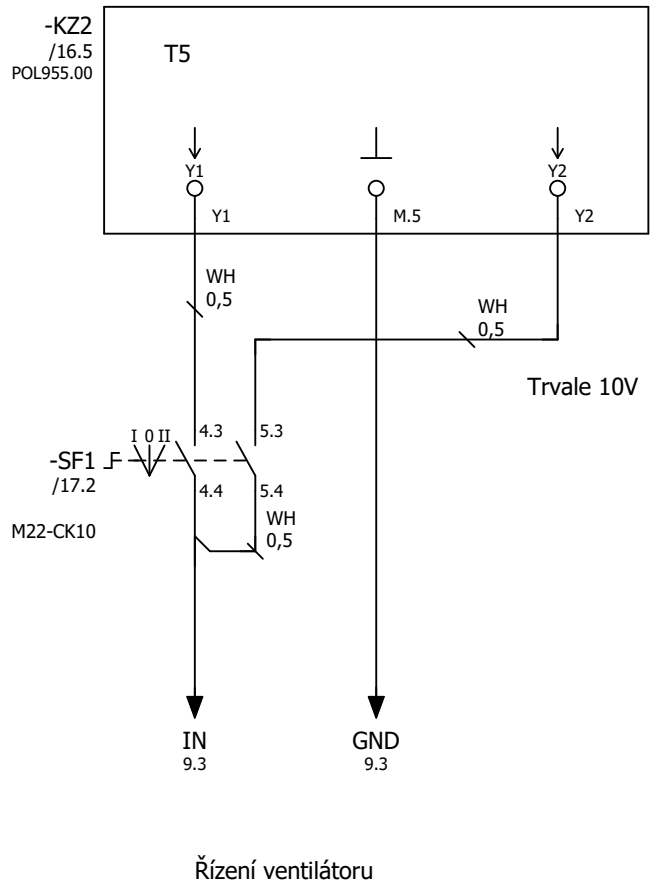 -KZ2
/16.5
POL955.00
T5
Y1
Y2
Y1
M.5
Y2
WH
0,5
WH
0,5
Trvale 10V
I 0 II
4.3
5.3
-SF1
/17.2
4.4
5.4
M22-CK10
WH
0,5
IN
9.3
GND
9.3
Řízení ventilátoru